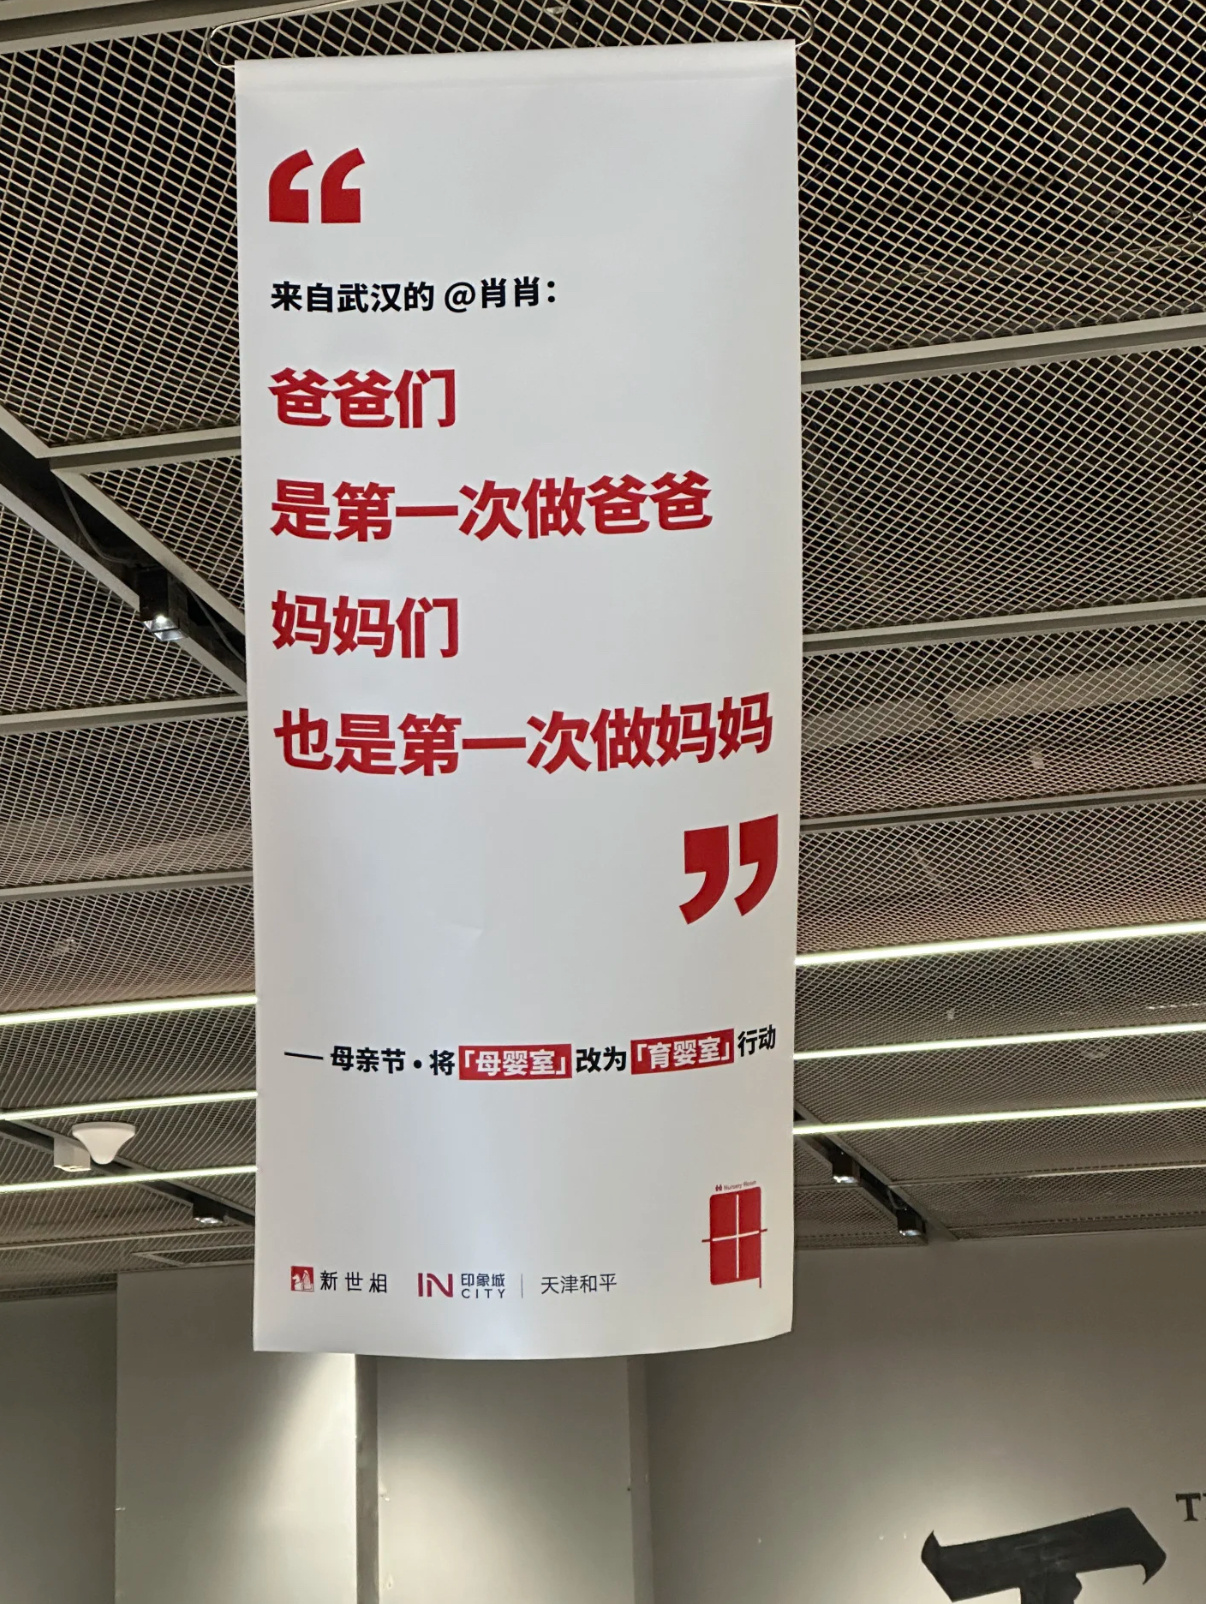 “
来自武汉的 @肖肖：
爸爸们
是第一次做爸爸
妈妈们
也是第一次做妈妈
”
—— 母亲节•将「母婴室」改为「育婴室」行动
Nursery Room
新世相 IN 印象城 CITY | 天津和平
T